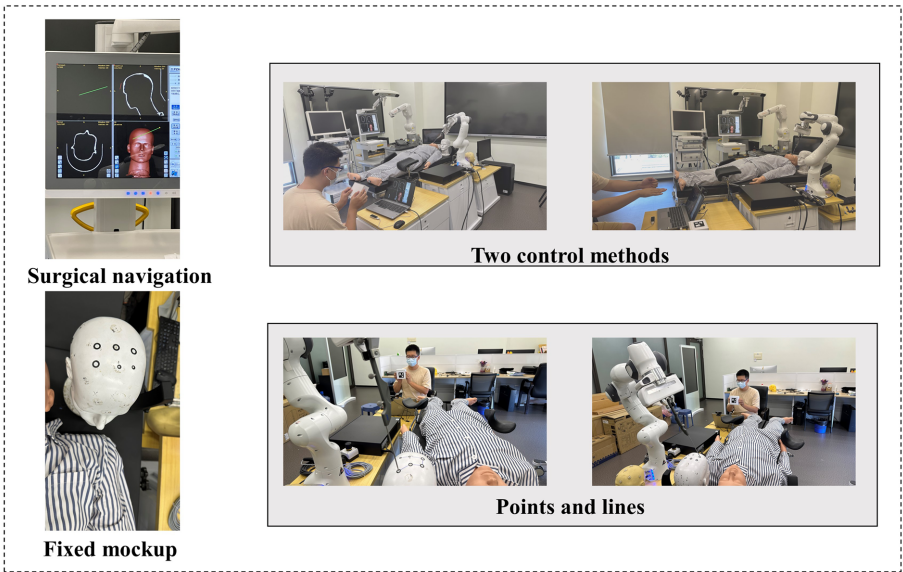 Surgical navigation
Two control methods
Fixed mockup
Points and lines